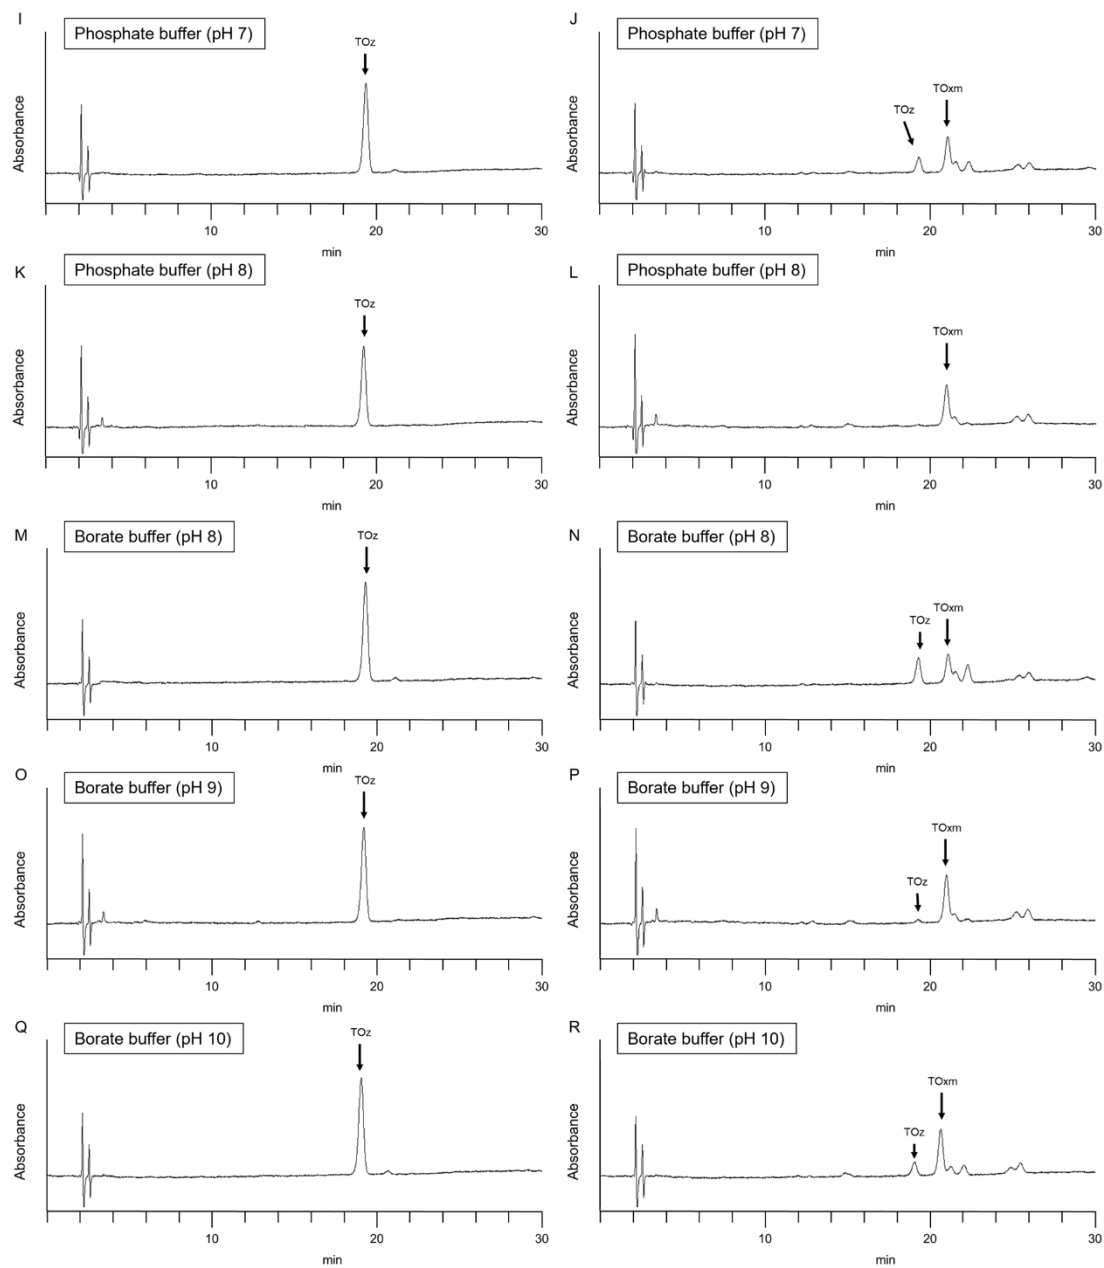 I
Phosphate buffer (pH 7)
TOz
Absorbance
10
20
30
min
J
Phosphate buffer (pH 7)
TOz
TOxm
Absorbance
10
20
30
min
K
Phosphate buffer (pH 8)
TOz
Absorbance
10
20
30
min
L
Phosphate buffer (pH 8)
TOxm
Absorbance
10
20
30
min
M
Borate buffer (pH 8)
TOz
Absorbance
10
20
30
min
N
Borate buffer (pH 8)
TOz
TOxm
Absorbance
10
20
30
min
O
Borate buffer (pH 9)
TOz
Absorbance
10
20
30
min
P
Borate buffer (pH 9)
TOxm
TOz
Absorbance
10
20
30
min
Q
Borate buffer (pH 10)
TOz
Absorbance
10
20
30
min
R
Borate buffer (pH 10)
TOxm
TOz
Absorbance
10
20
30
min